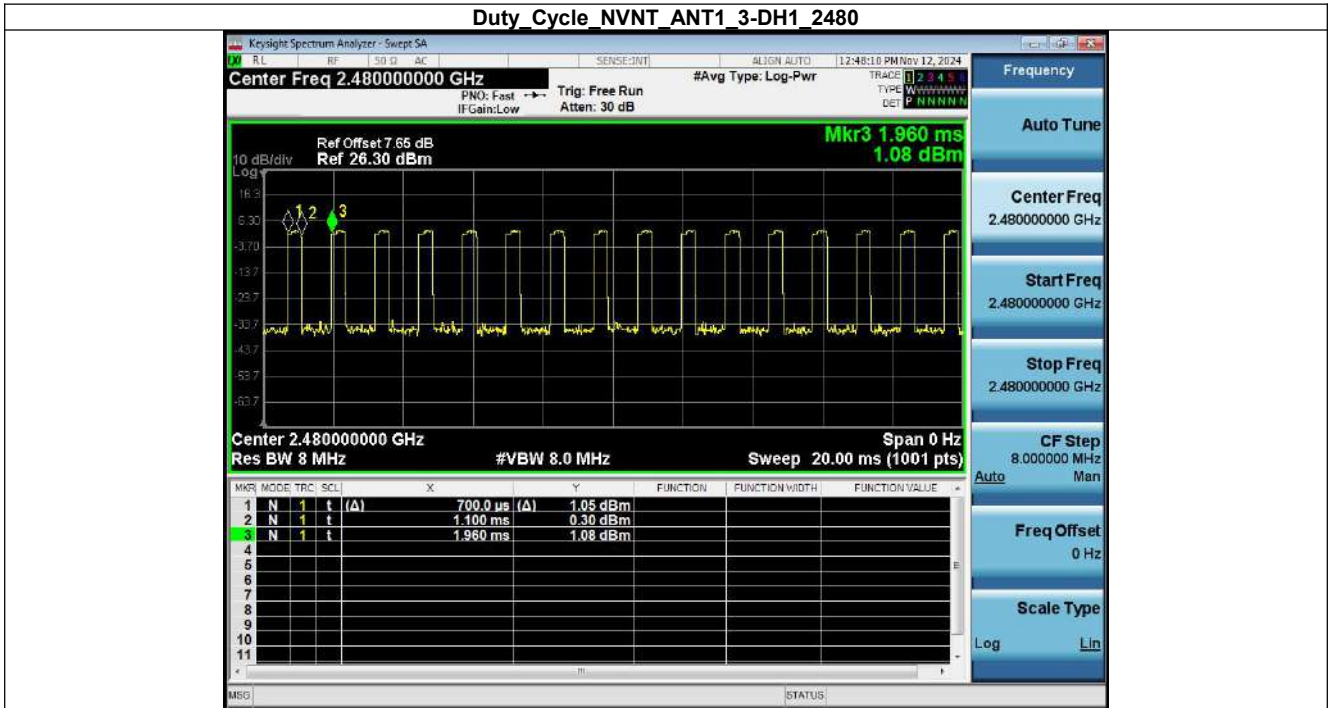 Duty_Cycle_NVNT_ANT1_3-DH1_2480
Keysight Spectrum Analyzer - Swept SA
RL RF 50 Ω AC SENSE:INT ALIGN AUTO 12:48:10 PM Nov 12, 2024
Center Freq 2.480000000 GHz #Avg Type: Log-Pwr TRACE 1 2 3 4 5 6
PNO: Fast Trig: Free Run TYPE W
IFGain:Low Atten: 30 dB DET P N N N N N
Frequency
Auto Tune
Mkr3 1.960 ms
1.08 dBm
Ref Offset 7.65 dB
10 dB/div Ref 26.30 dBm
Log
16.3
6.30
-3.70
-13.7
-23.7
-33.7
-43.7
-53.7
-63.7
1 2 3
Center 2.480000000 GHz Span 0 Hz
Res BW 8 MHz #VBW 8.0 MHz Sweep 20.00 ms (1001 pts)
Center Freq
2.480000000 GHz
Start Freq
2.480000000 GHz
Stop Freq
2.480000000 GHz
CF Step
8.000000 MHz
Auto Man
Freq Offset
0 Hz
Scale Type
Log Lin
MKR MODE TRC SCL X Y FUNCTION FUNCTION WIDTH FUNCTION VALUE
1 N 1 t (Δ) 700.0 µs (Δ) 1.05 dBm
2 N 1 t 1.100 ms 0.30 dBm
3 N 1 t 1.960 ms 1.08 dBm
4
5
6
7
8
9
10
11
MSG STATUS